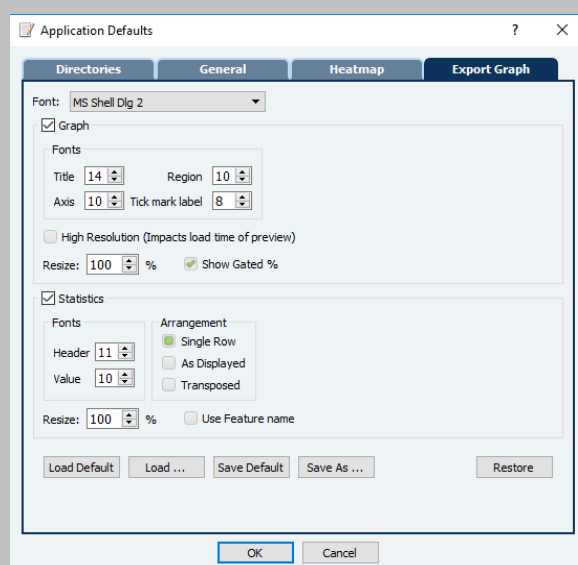 Application Defaults ?
Directories General Heatmap Export Graph
Font: MS Shell Dlg 2
Graph
Fonts
Title 14 Region 10
Axis 10 Tick mark label 8
High Resolution (Impacts load time of preview)
Resize: 100 % Show Gated %
Statistics
Fonts Arrangement
Single Row
Header 11
As Displayed
Value 10
Transposed
Resize: 100 % Use Feature name
Load Default Load ... Save Default Save As ... Restore
OK Cancel